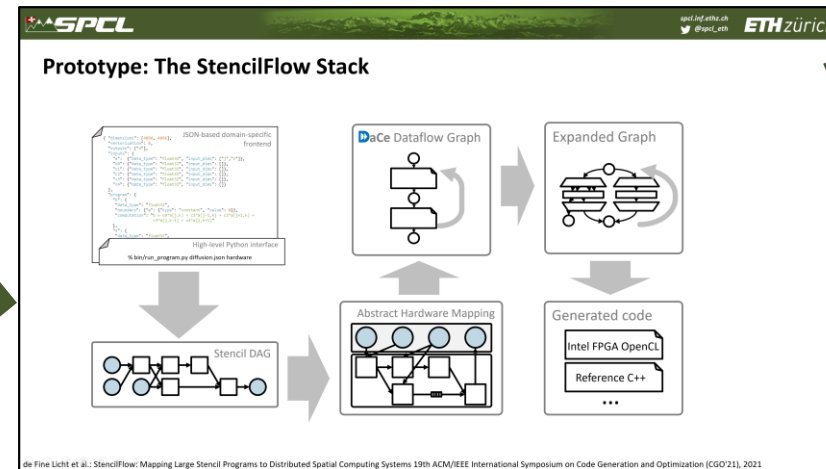 SPCL
spcl.inf.ethz.ch
@spcl_eth
ETH züric
Prototype: The StencilFlow Stack
JSON-based domain-specific
frontend
High-level Python interface
% bin/run_program.py diffusion.json hardware
DaCe Dataflow Graph
Expanded Graph
Stencil DAG
Abstract Hardware Mapping
Generated code
Intel FPGA OpenCL
Reference C++
...
de Fine Licht et al.: StencilFlow: Mapping Large Stencil Programs to Distributed Spatial Computing Systems 19th ACM/IEEE International Symposium on Code Generation and Optimization (CGO'21), 2021